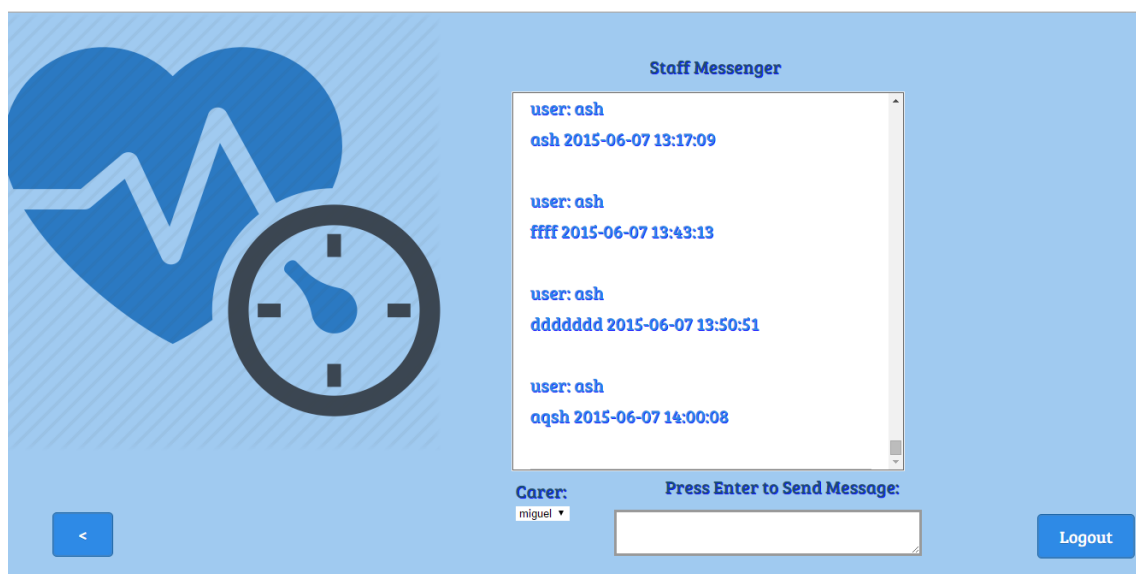 Staff Messenger
user: ash
ash 2015-06-07 13:17:09
user: ash
ffff 2015-06-07 13:43:13
user: ash
ddddddd 2015-06-07 13:50:51
user: ash
aqsh 2015-06-07 14:00:08
Carer:
miguel
Press Enter to Send Message:
<
Logout